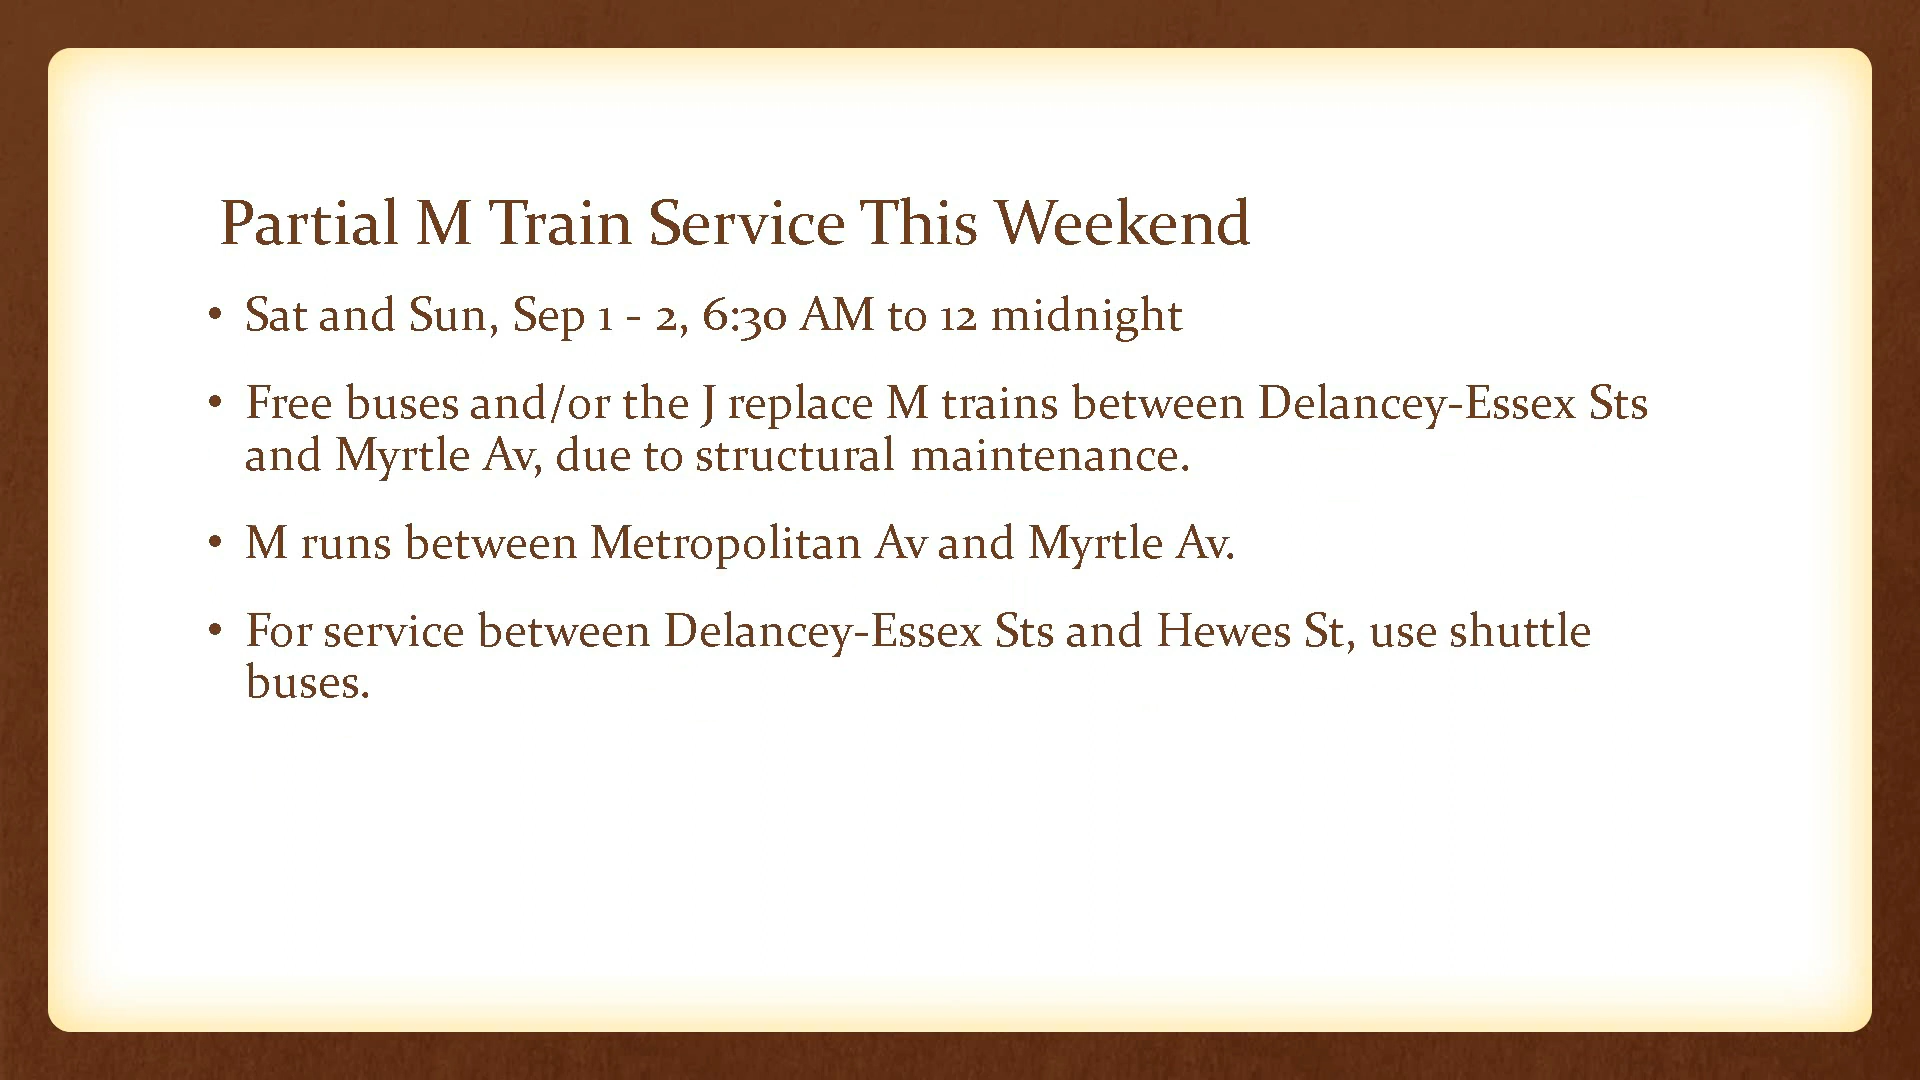 Partial M Train Service This Weekend
• Sat and Sun, Sep 1 - 2, 6:30 AM to 12 midnight
• Free buses and/or the J replace M trains between Delancey-Essex Sts
and Myrtle Av, due to structural maintenance.
• M runs between Metropolitan Av and Myrtle Av.
• For service between Delancey-Essex Sts and Hewes St, use shuttle
buses.